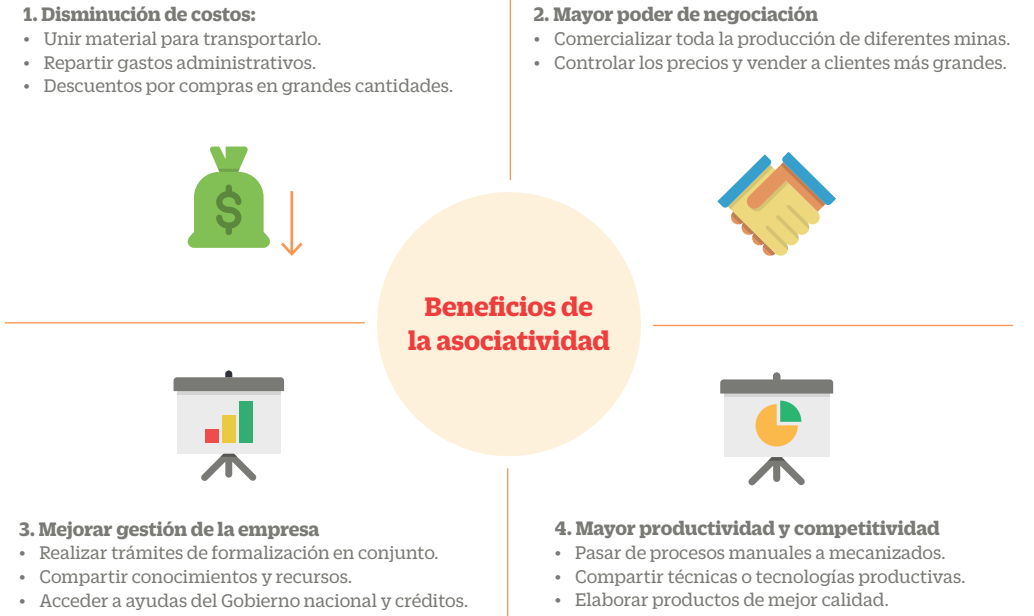 1. Disminución de costos:
• Unir material para transportarlo.
• Repartir gastos administrativos.
• Descuentos por compras en grandes cantidades.
2. Mayor poder de negociación
• Comercializar toda la producción de diferentes minas.
• Controlar los precios y vender a clientes más grandes.
$
Beneficios de
la asociatividad
3. Mejorar gestión de la empresa
• Realizar trámites de formalización en conjunto.
• Compartir conocimientos y recursos.
• Acceder a ayudas del Gobierno nacional y créditos.
4. Mayor productividad y competitividad
• Pasar de procesos manuales a mecanizados.
• Compartir técnicas o tecnologías productivas.
• Elaborar productos de mejor calidad.